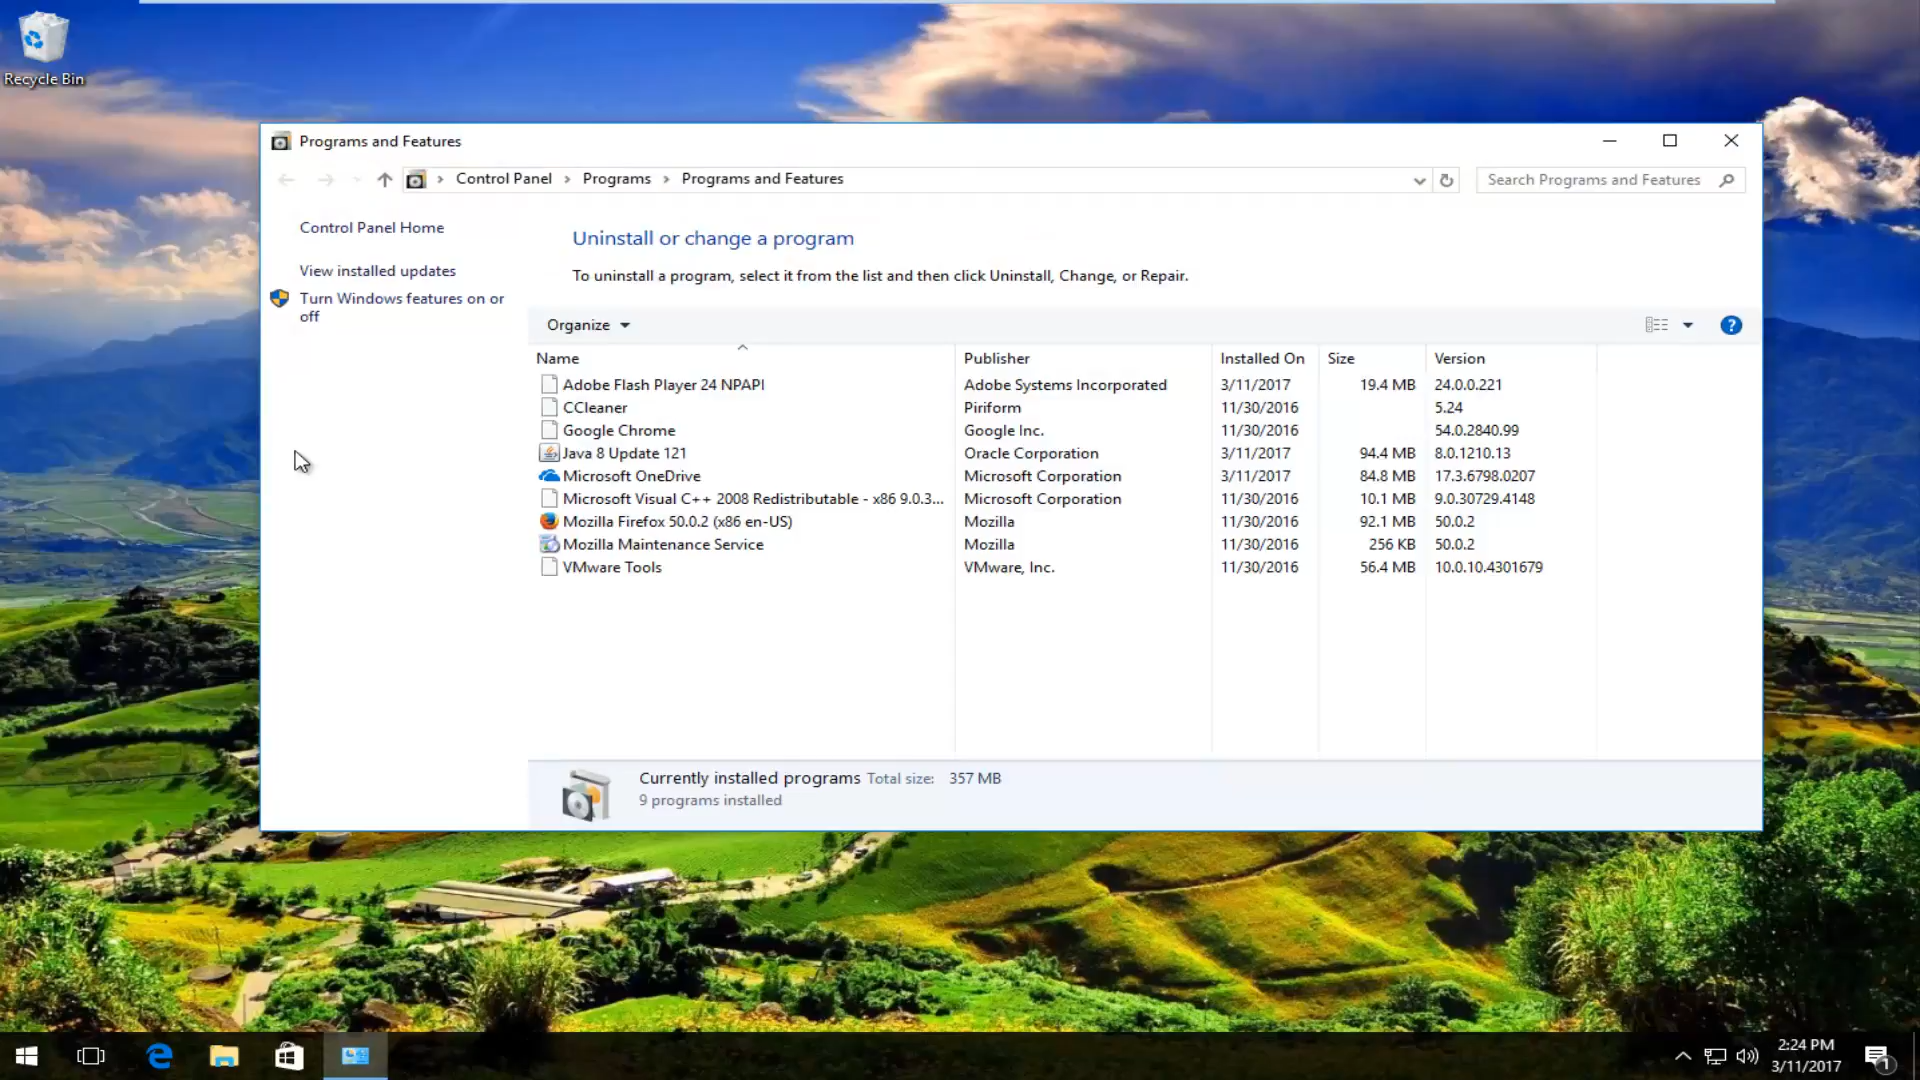 Recycle Bin
Programs and Features
Control Panel > Programs > Programs and Features
Search Programs and Features
Control Panel Home
View installed updates
Turn Windows features on or
off
Uninstall or change a program
To uninstall a program, select it from the list and then click Uninstall, Change, or Repair.
Organize
Name Publisher Installed On Size Version
Adobe Flash Player 24 NPAPI Adobe Systems Incorporated 3/11/2017 19.4 MB 24.0.0.221
CCleaner Piriform 11/30/2016 5.24
Google Chrome Google Inc. 11/30/2016 54.0.2840.99
Java 8 Update 121 Oracle Corporation 3/11/2017 94.4 MB 8.0.1210.13
Microsoft OneDrive Microsoft Corporation 3/11/2017 84.8 MB 17.3.6798.0207
Microsoft Visual C++ 2008 Redistributable - x86 9.0.3... Microsoft Corporation 11/30/2016 10.1 MB 9.0.30729.4148
Mozilla Firefox 50.0.2 (x86 en-US) Mozilla 11/30/2016 92.1 MB 50.0.2
Mozilla Maintenance Service Mozilla 11/30/2016 256 KB 50.0.2
VMware Tools VMware, Inc. 11/30/2016 56.4 MB 10.0.10.4301679
Currently installed programs Total size: 357 MB
9 programs installed
2:24 PM
3/11/2017
1